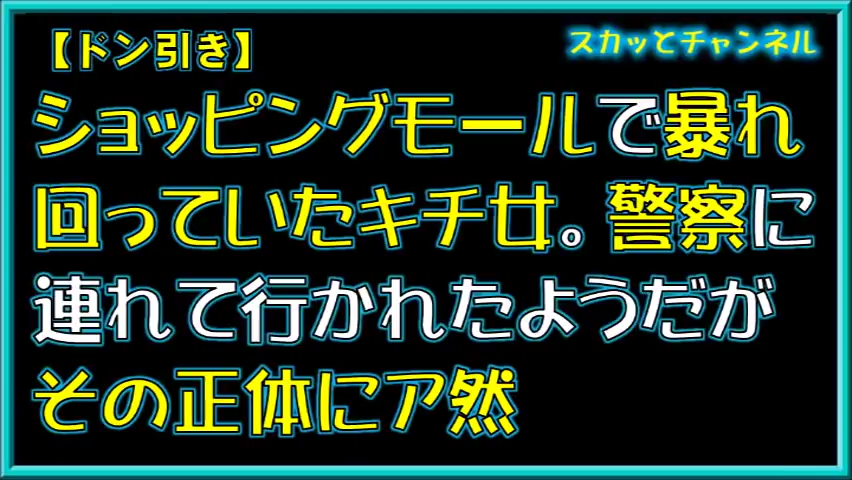 【ドン引き】
スカッとチャンネル
ショッピングモールで暴れ
回っていたキチ女。警察に
連れて行かれたようだが
その正体にア然